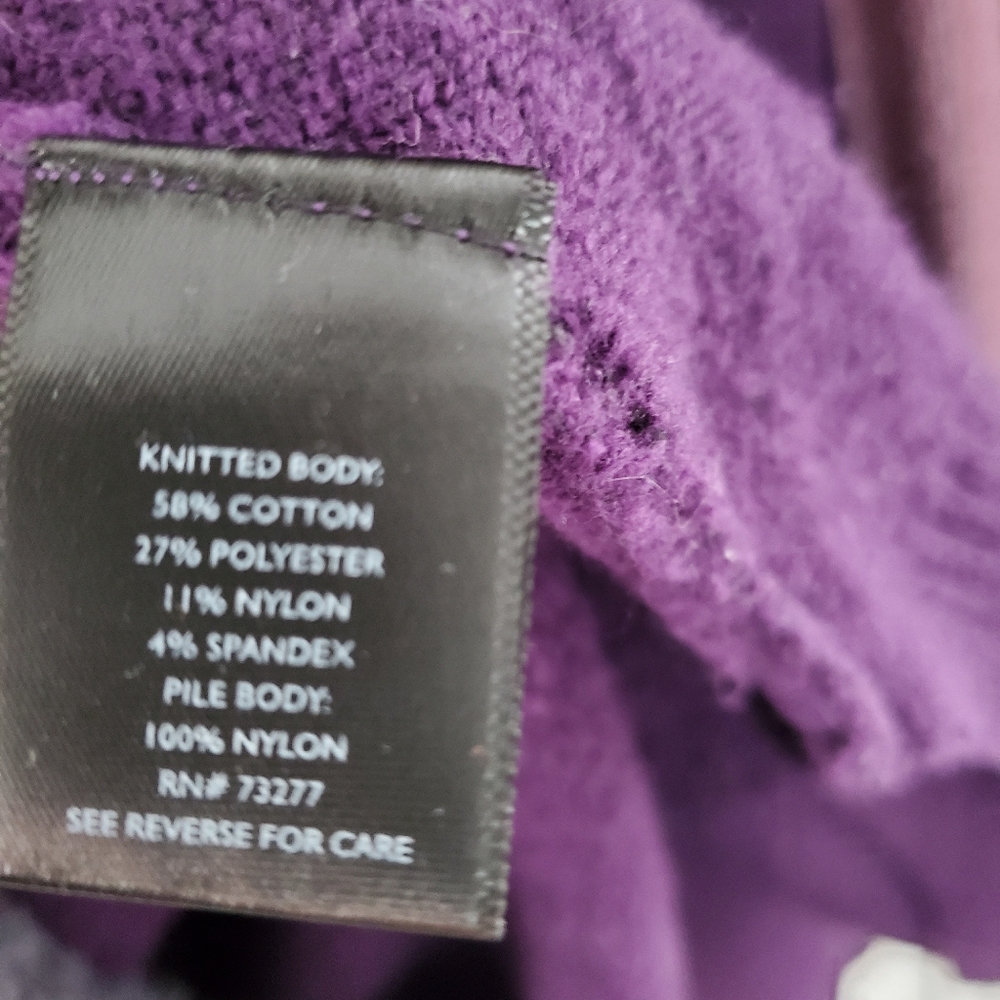 KNITTED BODY:
58% COTTON
27% POLYESTER
11% NYLON
4% SPANDEX
PILE BODY:
100% NYLON
RN# 73277
SEE REVERSE FOR CARE